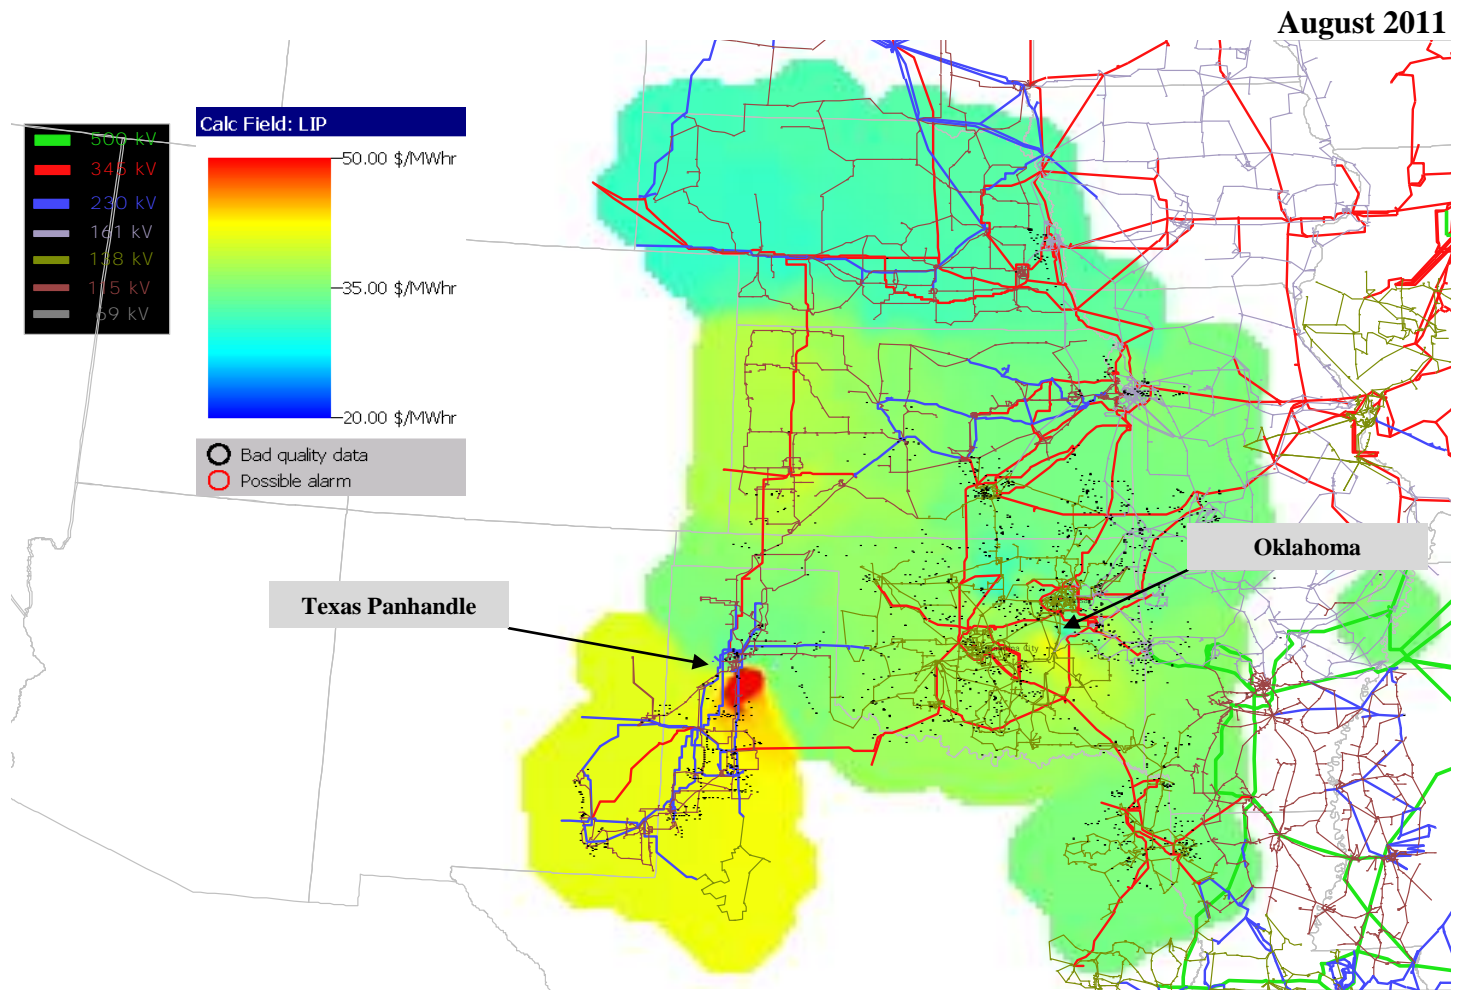 August 2011
500 kV
345 kV
230 kV
161 kV
138 kV
115 kV
69 kV
Calc Field: LIP
50.00 $/MWhr
35.00 $/MWhr
20.00 $/MWhr
Bad quality data
Possible alarm
Oklahoma
Texas Panhandle
City